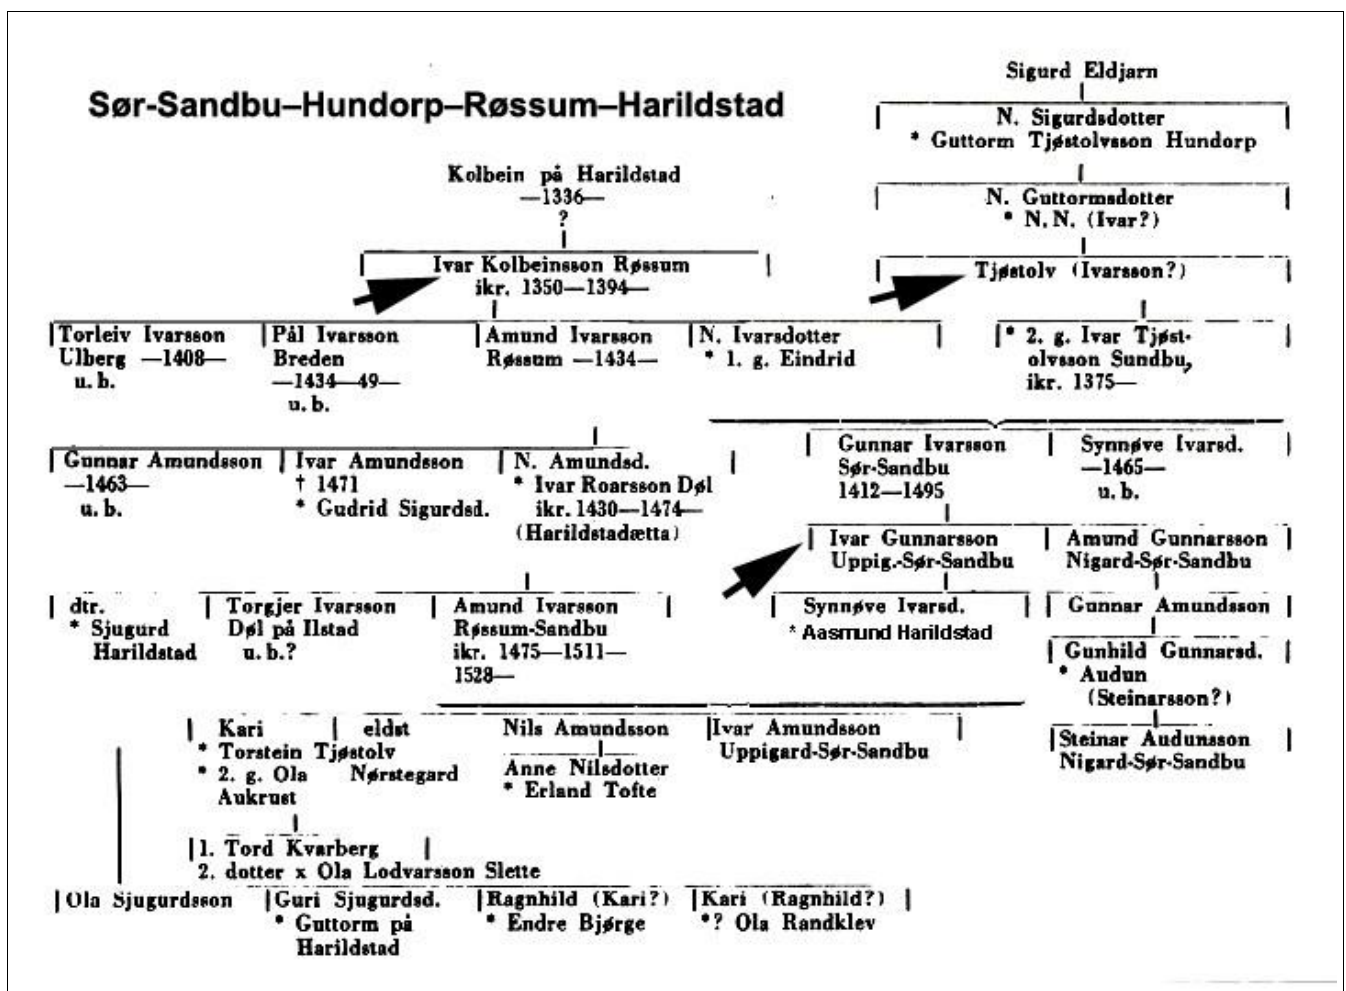 Sigurd Eldjarn
Sør-Sandbu–Hundorp–Røssum–Harildstad
N. Sigurdsdotter
* Guttorm Tjøstolvsson Hundorp
Kolbein på Harildstad
—1336—
?
N. Guttormsdotter
* N.N. (Ivar?)
Ivar Kolbeinsson Røssum
ikr. 1350—1394—
Tjøstolv (Ivarsson?)
Torleiv Ivarsson
Ulberg —1408—
u. b.
Pål Ivarsson
Breden
—1434—49—
u. b.
Amund Ivarsson
Røssum —1434—
N. Ivarsdotter
* 1. g. Eindrid
* 2. g. Ivar Tjøst-
olvsson Sundbu,
ikr. 1375—
Gunnar Amundsson
—1463—
u. b.
Ivar Amundsson
† 1471
* Gudrid Sigurdsd.
N. Amundsd.
* Ivar Roarsson Døl
ikr. 1430—1474—
(Harildstadætta)
Gunnar Ivarsson
Sør-Sandbu
1412—1495
Synnøve Ivarsd.
—1465—
u. b.
Ivar Gunnarsson
Uppig.-Sør-Sandbu
Amund Gunnarsson
Nigard-Sør-Sandbu
dtr.
* Sjugurd
Harildstad
Torgjer Ivarsson
Døl på Ilstad
u. b.?
Amund Ivarsson
Røssum-Sandbu
ikr. 1475—1511—
1528—
Synnøve Ivarsd.
* Aasmund Harildstad
Gunnar Amundsson
Gunhild Gunnarsd.
* Audun
(Steinarsson?)
Kari
* Torstein Tjøstolv
* 2. g. Ola
Aukrust
eldst
Nørstegard
Nils Amundsson
Anne Nilsdotter
* Erland Tofte
Ivar Amundsson
Uppigard-Sør-Sandbu
Steinar Audunsson
Nigard-Sør-Sandbu
1. Tord Kvarberg
2. dotter x Ola Lodvarsson Slette
Ola Sjugurdsson
Guri Sjugurdsd.
* Guttorm på
Harildstad
Ragnhild (Kari?)
* Endre Bjørge
Kari (Ragnhild?)
*? Ola Randklev